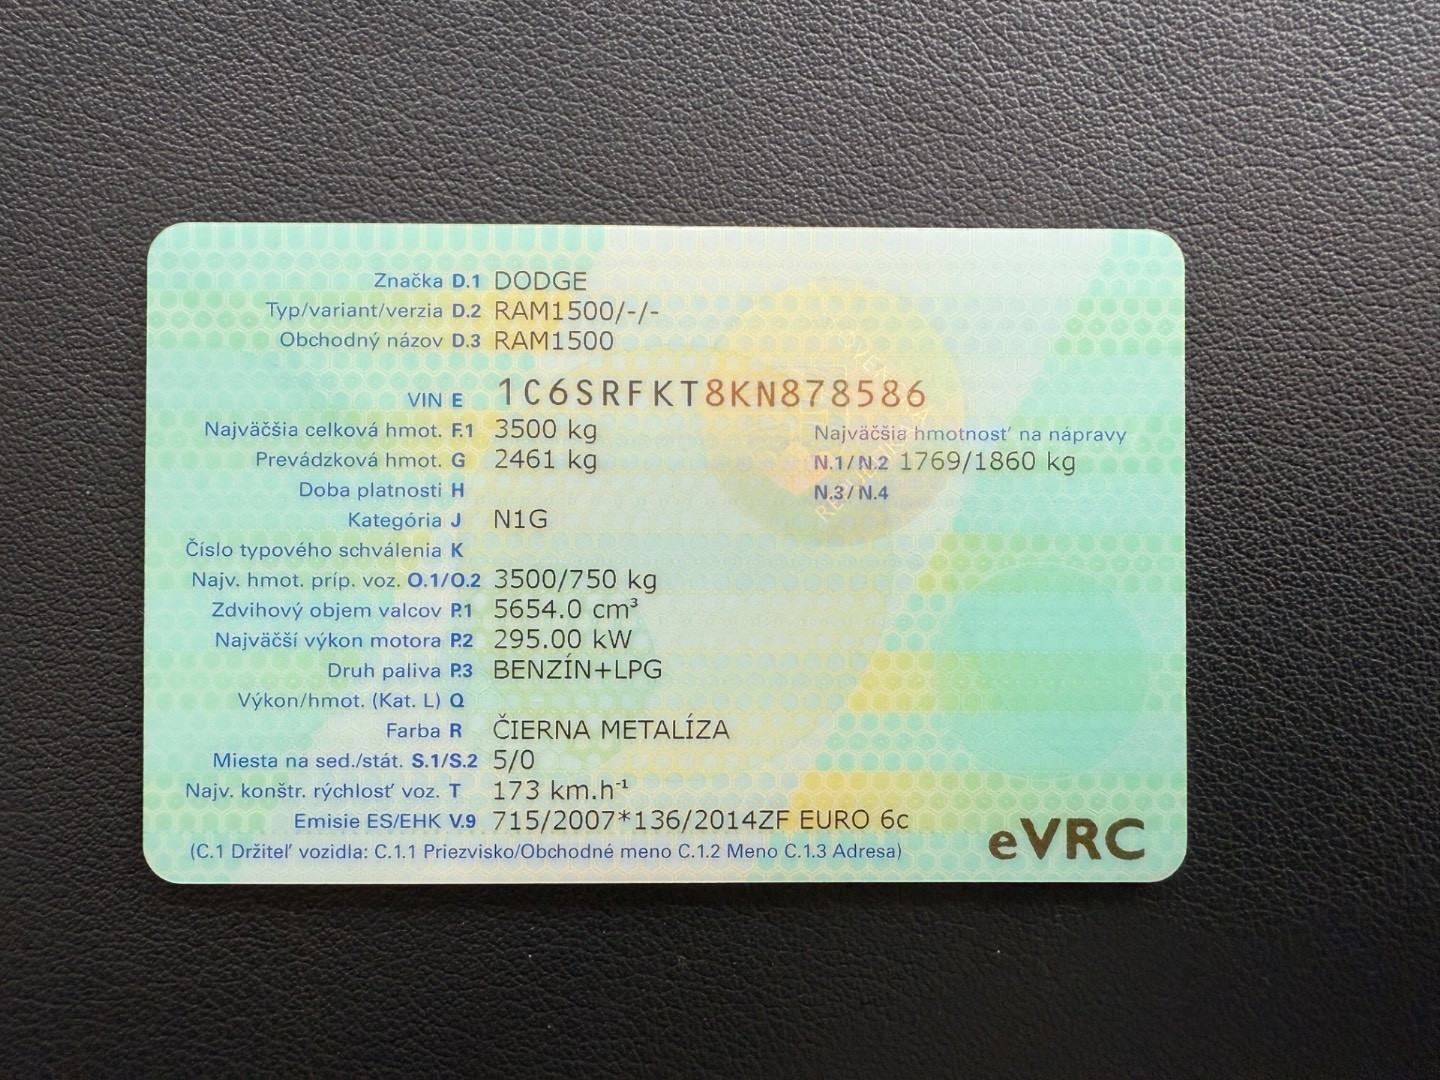 Značka D.1 DODGE
Typ/variant/verzia D.2 RAM1500/-/-
Obchodný názov D.3 RAM1500
VIN E 1C6SRFKT8KN878586
Najväčšia celková hmot. F.1 3500 kg
Najväčšia hmotnosť na nápravy
Prevádzková hmot. G 2461 kg
N.1/N.2 1769/1860 kg
Doba platnosti H
N.3/N.4
Kategória J N1G
Číslo typového schválenia K
Najv. hmot. príp. voz. O.1/O.2 3500/750 kg
Zdvihový objem valcov P.1 5654.0 cm³
Najväčší výkon motora P.2 295.00 kW
Druh paliva P.3 BENZÍN+LPG
Výkon/hmot. (Kat. L) Q
Farba R ČIERNA METALÍZA
Miesta na sed./stát. S.1/S.2 5/0
Najv. konštr. rýchlosť voz. T 173 km.h⁻¹
Emisie ES/EHK V.9 715/2007*136/2014ZF EURO 6c
(C.1 Držiteľ vozidla: C.1.1 Priezvisko/Obchodné meno C.1.2 Meno C.1.3 Adresa)
eVRC